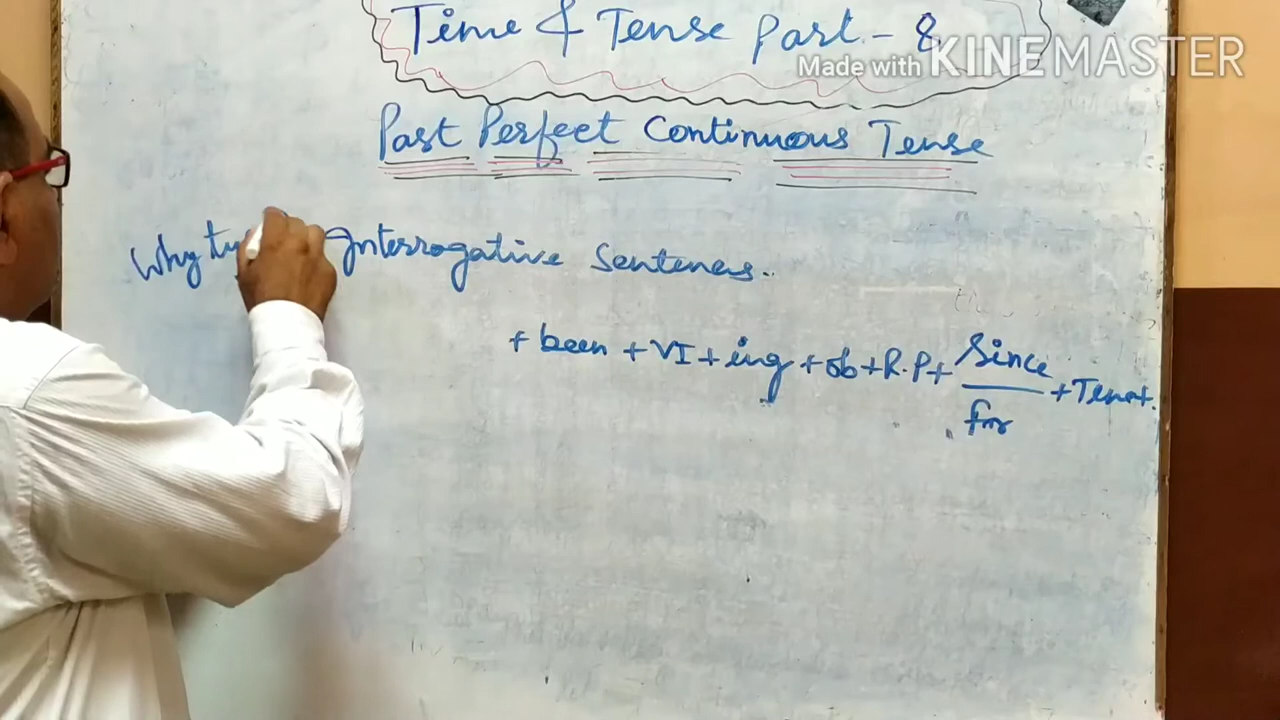 Time & Tense Part - 8
Made with KINEMASTER
Past Perfect Continuous Tense
Why Interrogative Sentences..
+ been + VI + ing + ob + R.P + Since
for
+